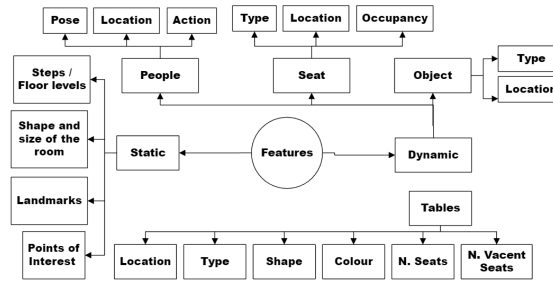 Pose
Location
Action
Type
Location
Occupancy
Steps /
Floor levels
People
Seat
Object
Type
Location
Shape and
size of the
room
Static
Features
Dynamic
Landmarks
Tables
Points of
Interest
Location
Type
Shape
Colour
N. Seats
N. Vacent
Seats